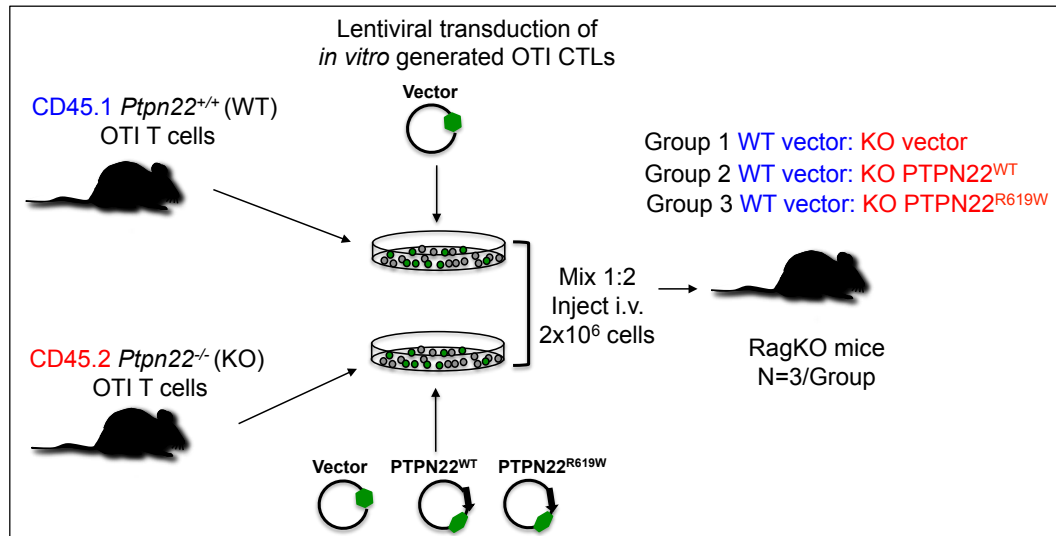 Lentiviral transduction of
in vitro generated OTI CTLs
Vector
CD45.1 Ptpn22+/+ (WT)
OTI T cells
Group 1 WT vector: KO vector
Group 2 WT vector: KO PTPN22WT
Group 3 WT vector: KO PTPN22R619W
Mix 1:2
Inject i.v.
2x10⁶ cells
CD45.2 Ptpn22-/- (KO)
OTI T cells
RagKO mice
N=3/Group
Vector PTPN22WT PTPN22R619W